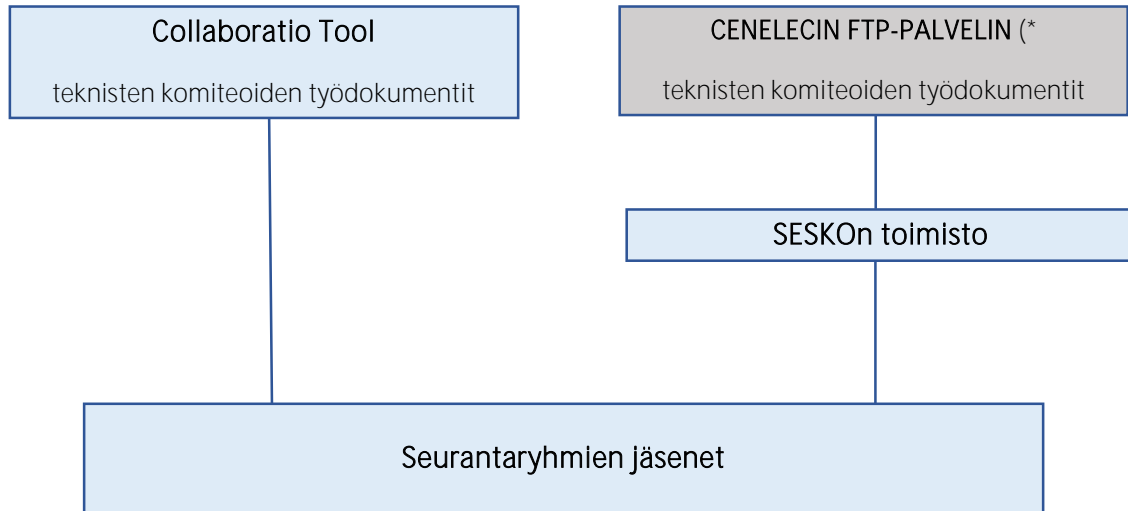 Collaboratio Tool
teknisten komiteoiden työdokumentit
CENELECIN FTP-PALVELIN (*
teknisten komiteoiden työdokumentit
SESKOn toimisto
Seurantaryhmien jäsenet